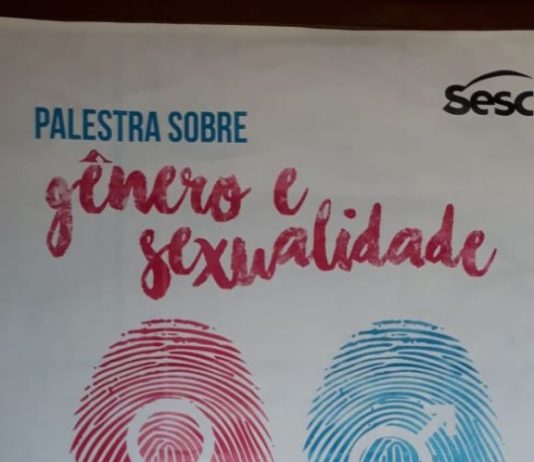 Sesc
PALESTRA SOBRE
gênero e
sexualidade